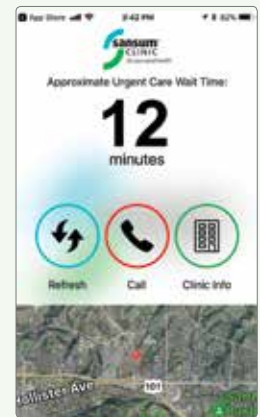 App Store 8:42 PM 82%
sansum
CLINIC
Approximate Urgent Care Wait Time:
12
minutes
Refresh Call Clinic Info
Hollister Ave
101